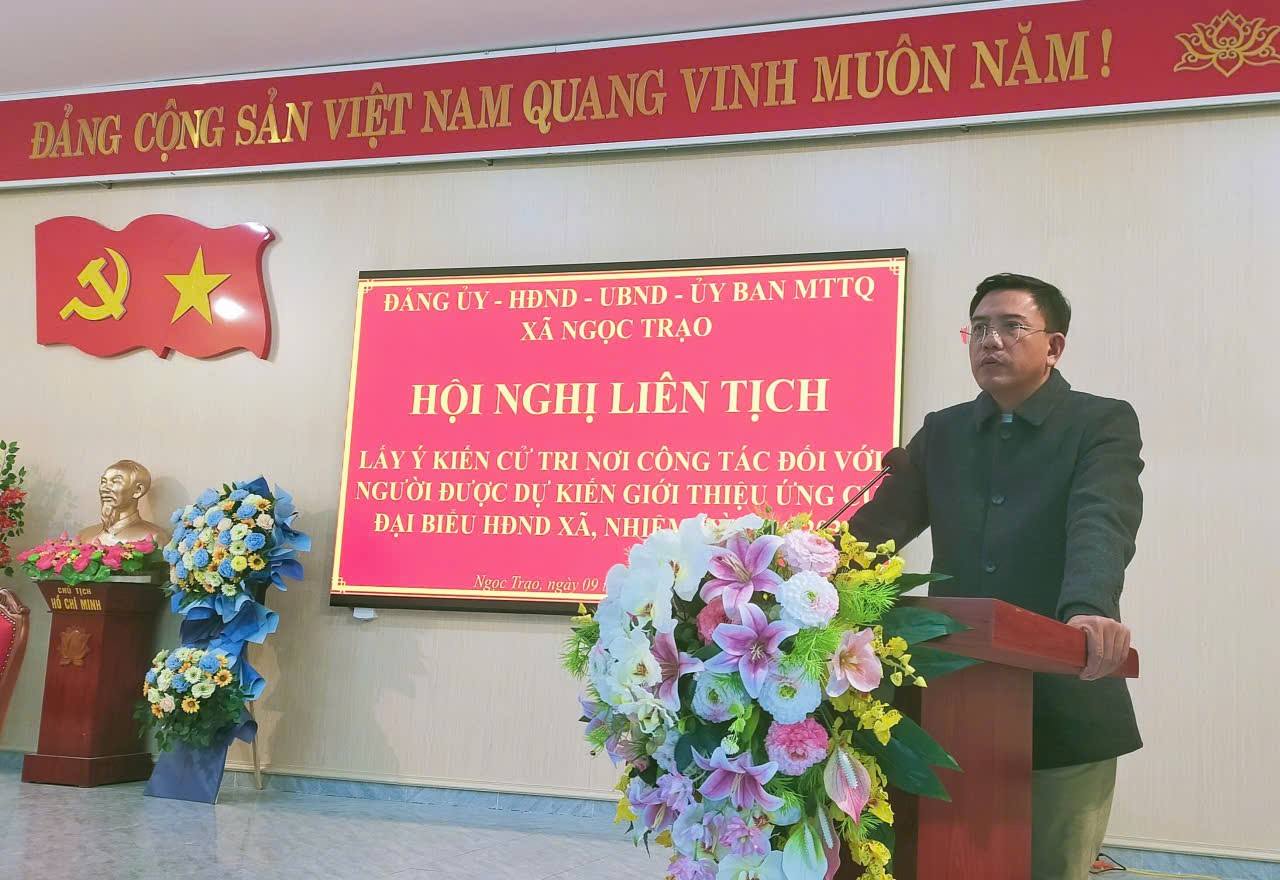 ĐẢNG CỘNG SẢN VIỆT NAM QUANG VINH MUÔN NĂM!
ĐẢNG ỦY - HĐND - UBND - ỦY BAN MTTQ
XÃ NGỌC TRẠO
HỘI NGHỊ LIÊN TỊCH
LẤY Ý KIẾN CỬ TRI NƠI CÔNG TÁC ĐỐI VỚI
NGƯỜI ĐƯỢC DỰ KIẾN GIỚI THIỆU ỨNG
ĐẠI BIỂU HĐND XÃ,
Ngọc Trạo, ngày 09
CHỦ TỊCH
HỒ CHÍ MINH